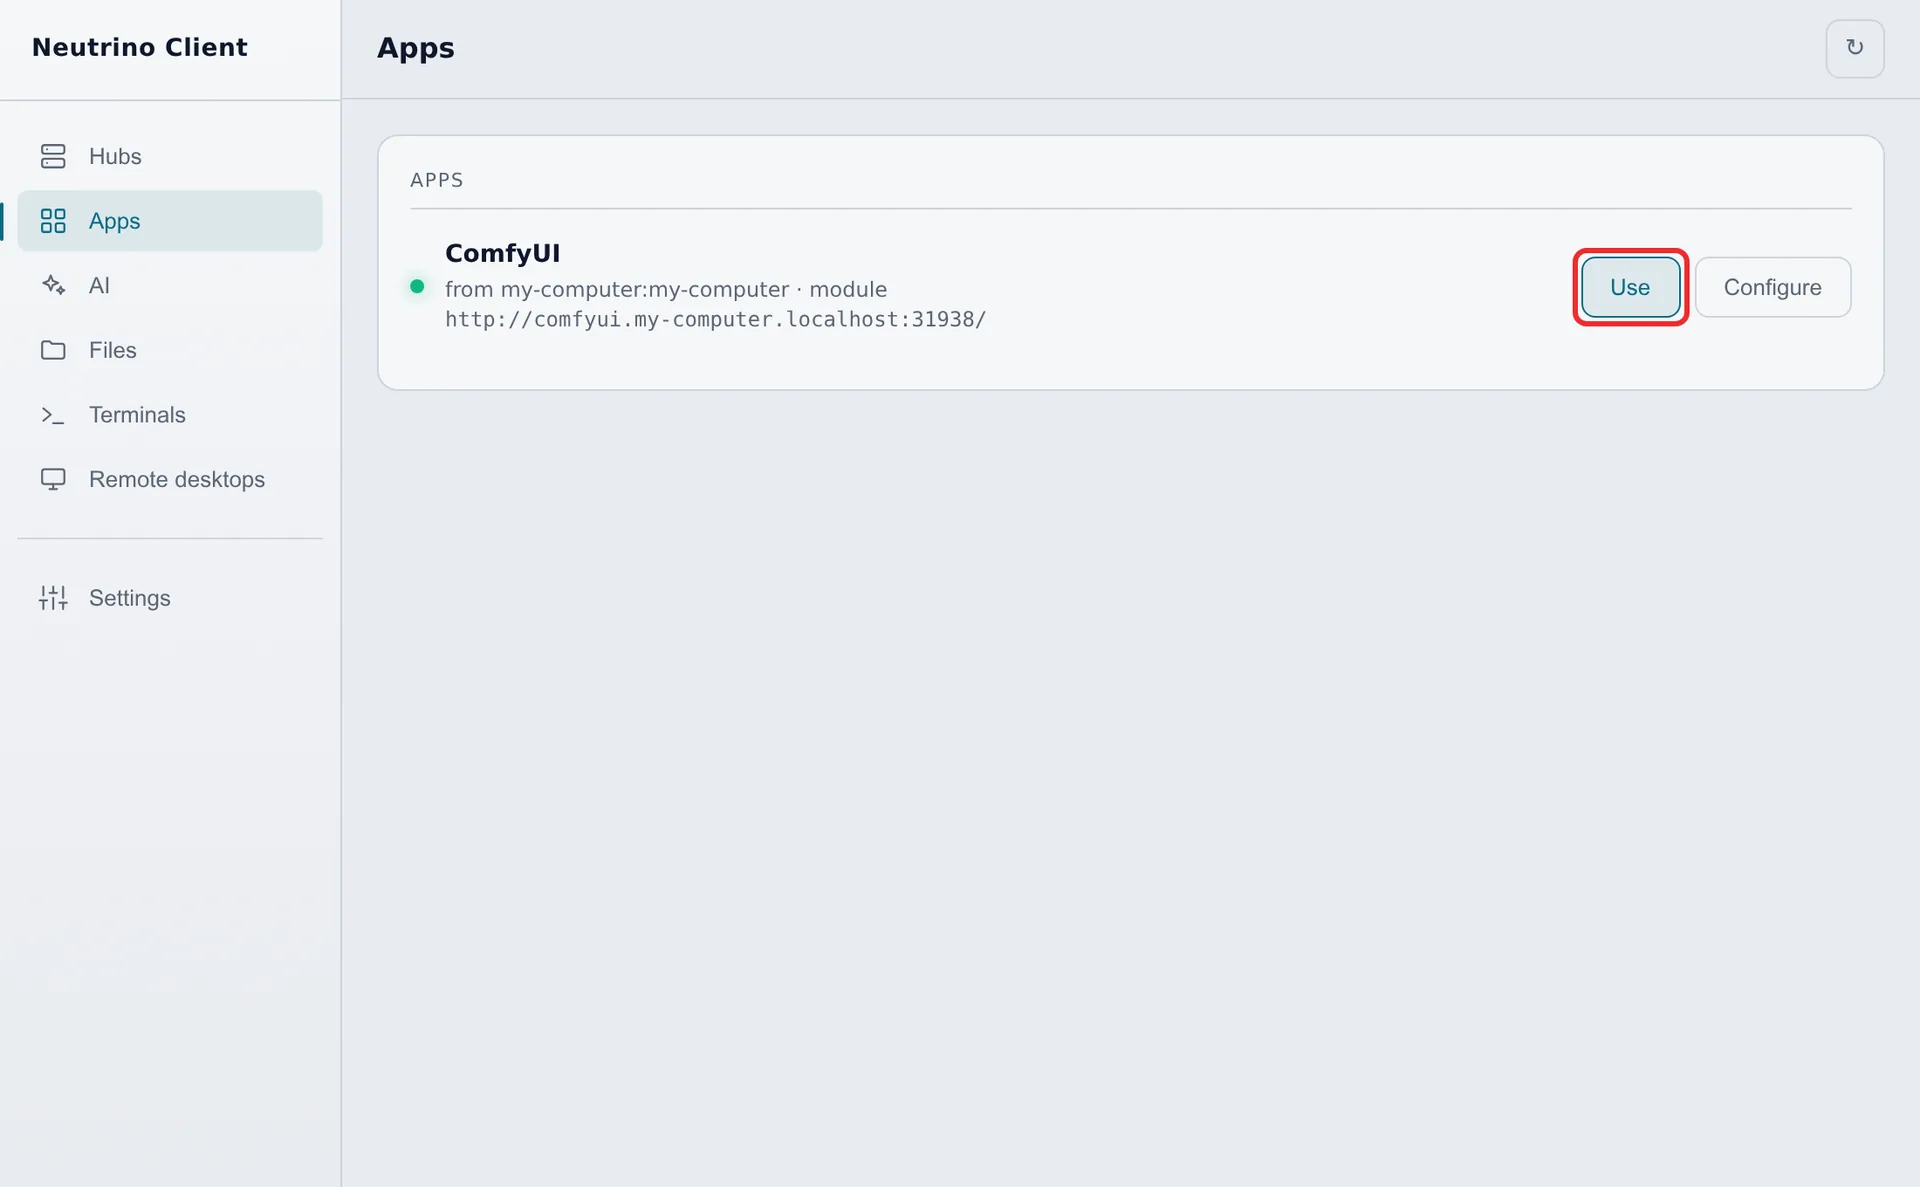 Neutrino Client
Apps
↻
Hubs
Apps
AI
Files
Terminals
Remote desktops
Settings
APPS
ComfyUI
from my-computer:my-computer · module
http://comfyui.my-computer.localhost:31938/
Use
Configure